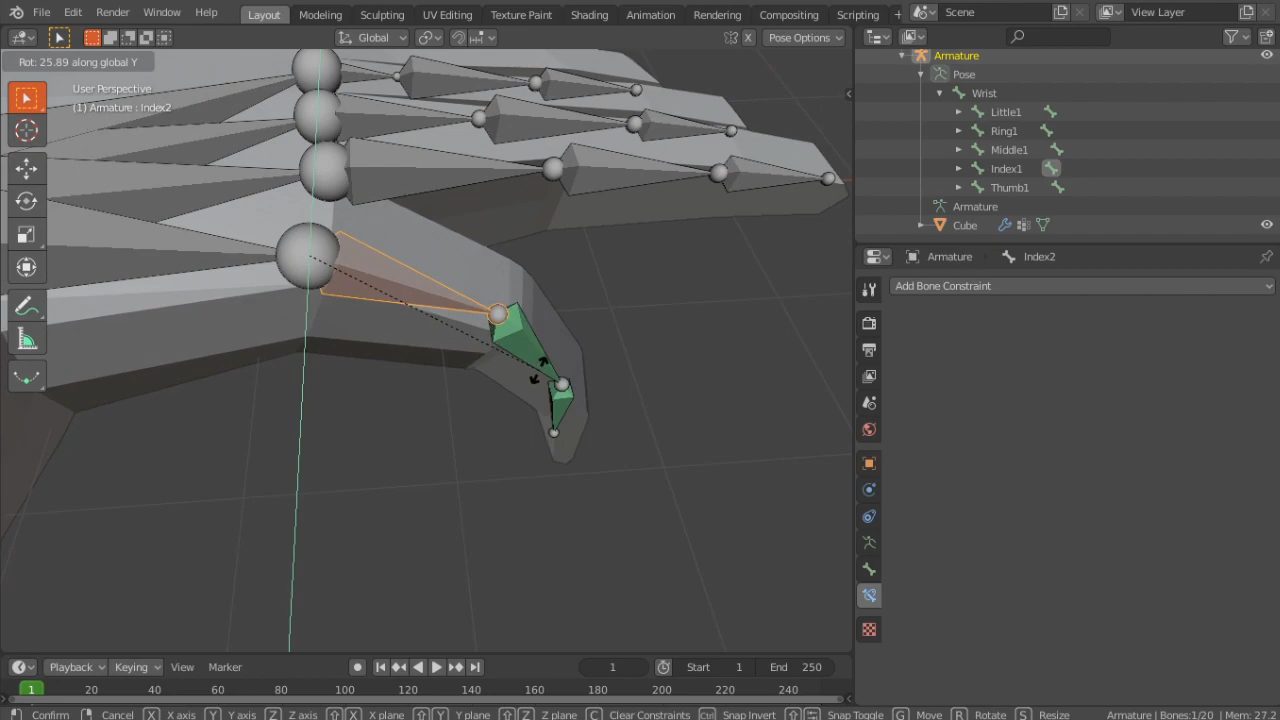 File Edit Render Window Help Layout Modeling Sculpting UV Editing Texture Paint Shading Animation Rendering Compositing Scripting + Scene View Layer
Global X Pose Options
Rot: 25.89 along global Y
User Perspective
(1) Armature : Index2
Armature
Pose
Wrist
Little1
Ring1
Middle1
Index1
Thumb1
Armature
Cube
Armature Index2
Add Bone Constraint
Playback Keying View Marker 1 Start 1 End 250
1 20 40 60 80 100 120 140 160 180 200 220 240
Confirm Cancel X X axis Y Y axis Z Z axis X X plane Y Y plane Z Z plane C Clear Constraints Ctrl Snap Invert Snap Toggle G Move R Rotate S Resize Armature | Bones:1/20 | Mem: 27.2